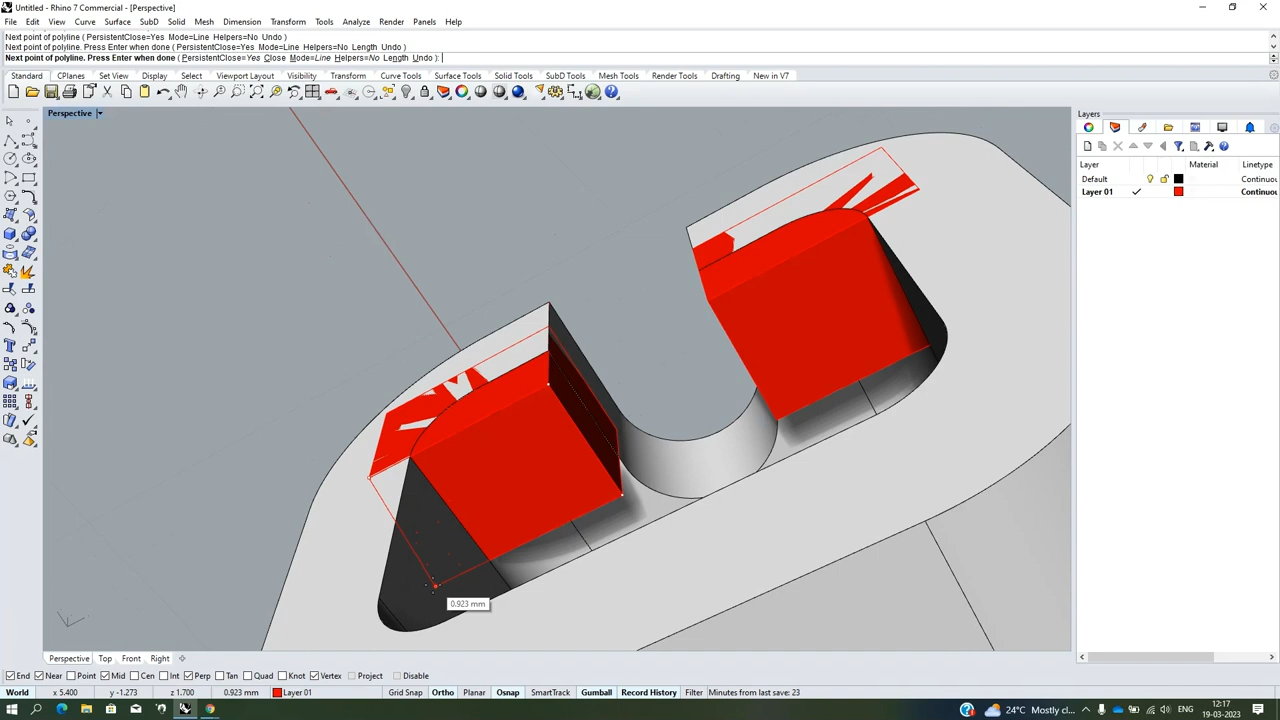 Untitled - Rhino 7 Commercial - [Perspective]
File Edit View Curve Surface SubD Solid Mesh Dimension Transform Tools Analyze Render Panels Help
Next point of polyline ( PersistentClose=Yes Mode=Line Helpers=No Undo )
Next point of polyline. Press Enter when done ( PersistentClose=Yes Mode=Line Helpers=No Length Undo )
Next point of polyline. Press Enter when done ( PersistentClose=Yes Close Mode=Line Helpers=No Length Undo ):
Standard CPlanes Set View Display Select Viewport Layout Visibility Transform Curve Tools Surface Tools Solid Tools SubD Tools Mesh Tools Render Tools Drafting New in V7
Perspective
Layers
Layer Material Linetype
Default Continuou
Layer 01 Continuou
0.923 mm
Perspective Top Front Right
End Near Point Mid Cen Int Perp Tan Quad Knot Vertex Project Disable
World x 5.400 y -1.273 z 1.700 0.923 mm Layer 01 Grid Snap Ortho Planar Osnap SmartTrack Gumball Record History Filter Minutes from last save: 23
24°C Mostly cl... ENG 12:17
19-03-2023